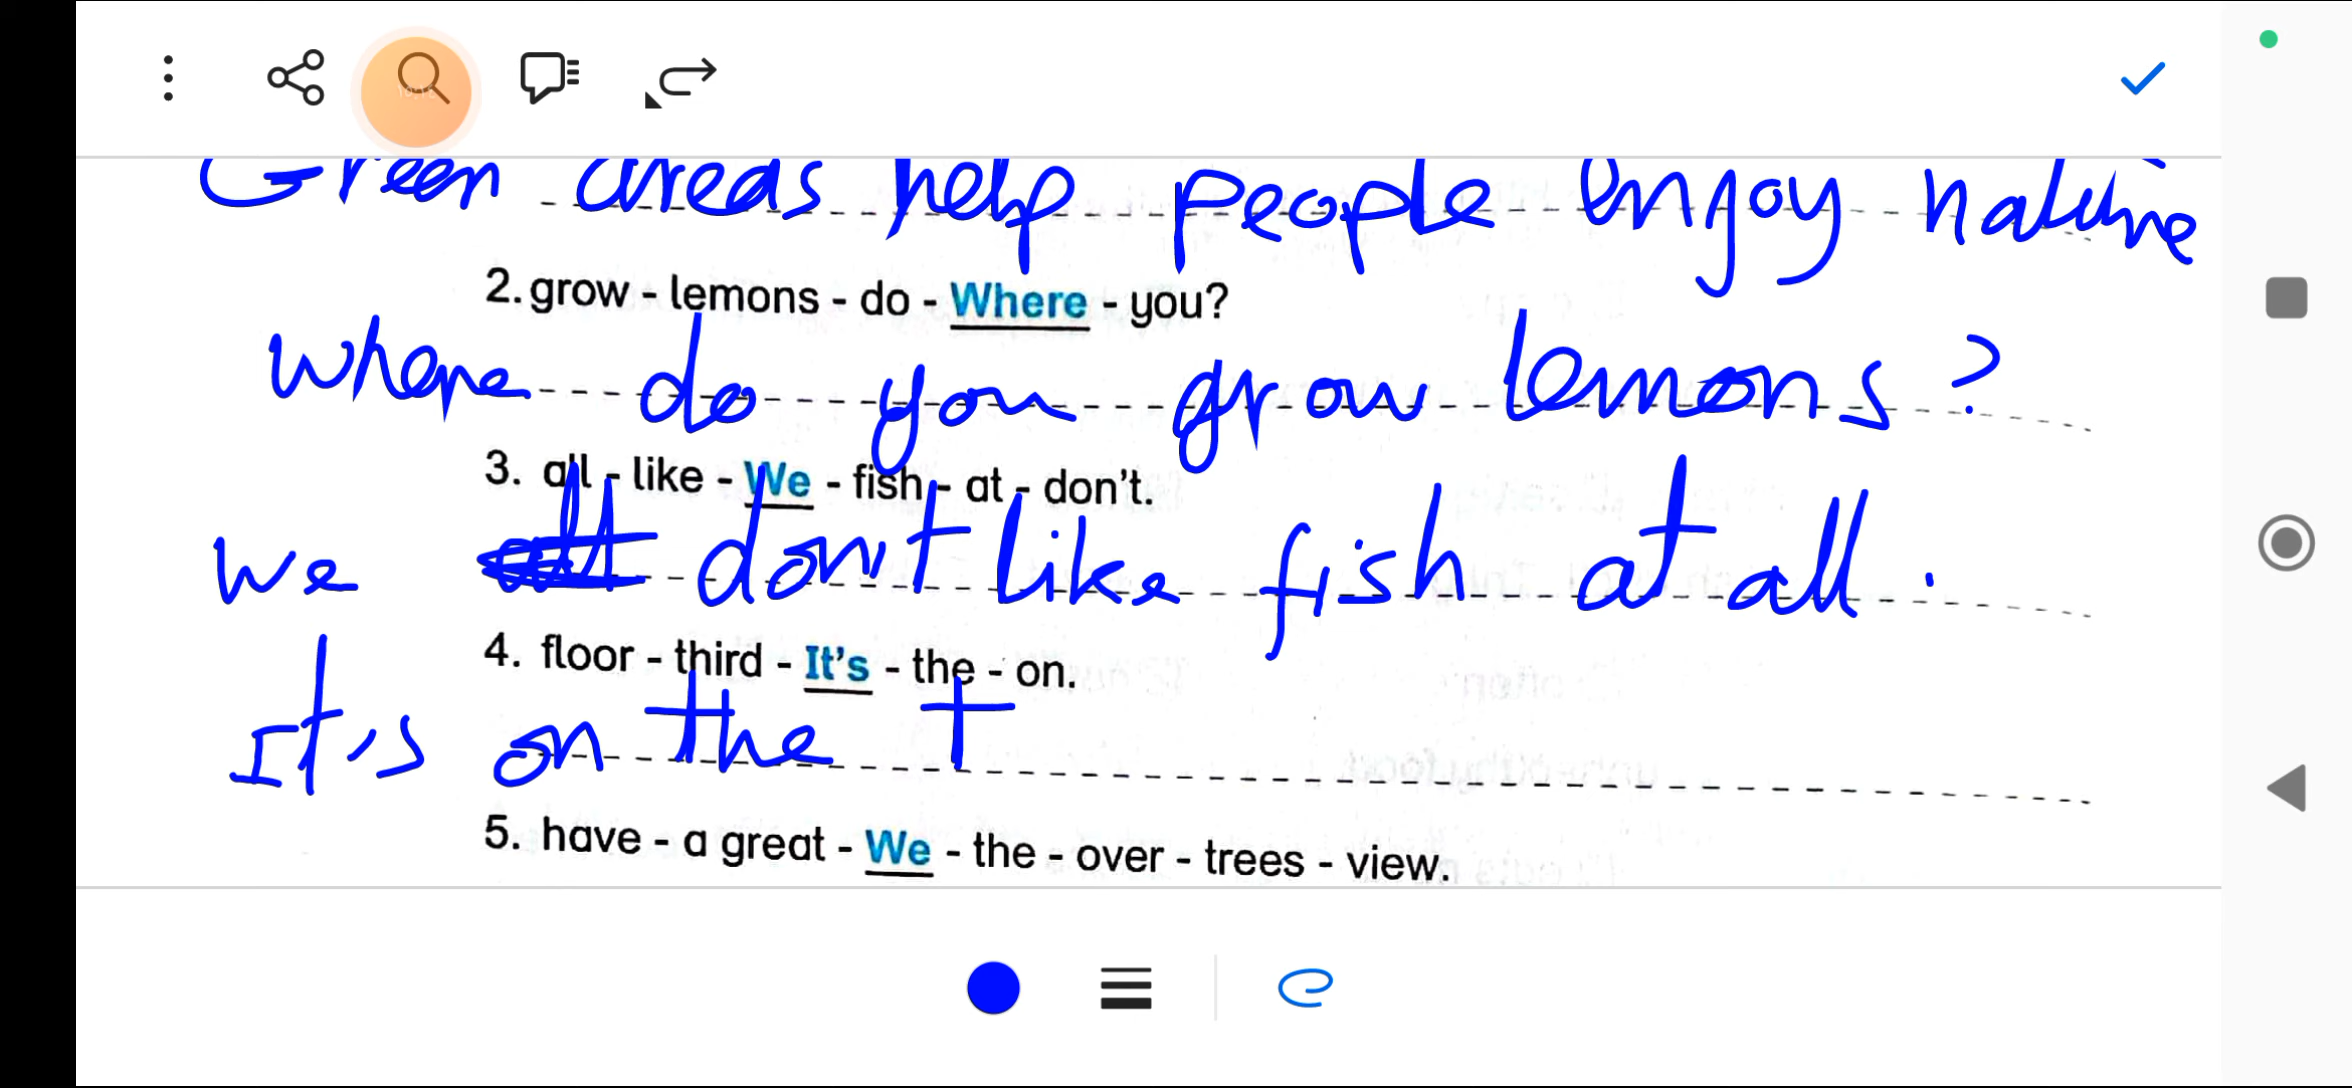 Green areas help people enjoy nature
2. grow - lemons - do - Where - you?
Where do you grow lemons?
3. all - like - We - fish - at - don't.
We don't like fish at all.
4. floor - third - It's - the - on.
It's on the t
5. have - a great - We - the - over - trees - view.